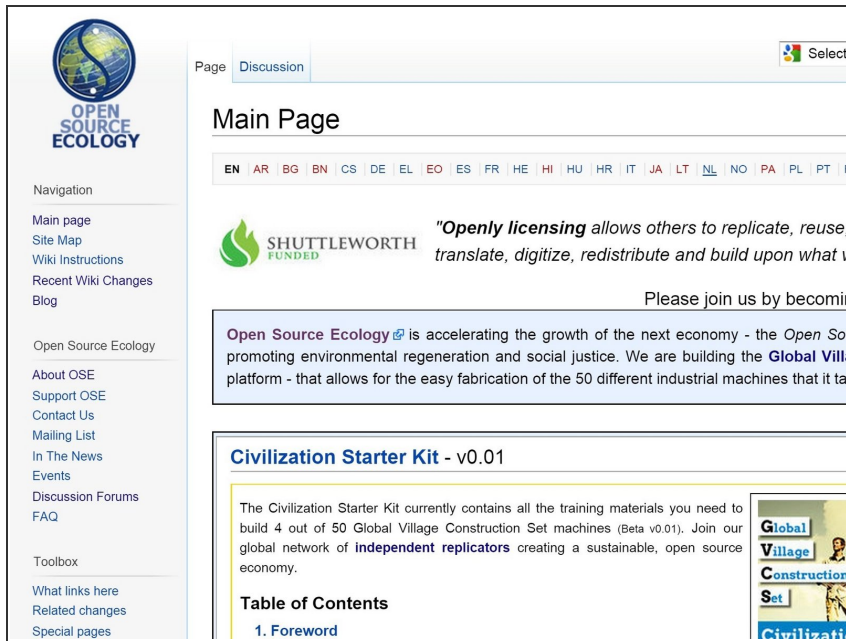 OPEN
SOURCE
ECOLOGY
Navigation
Main page
Site Map
Wiki Instructions
Recent Wiki Changes
Blog
Open Source Ecology
About OSE
Support OSE
Contact Us
Mailing List
In The News
Events
Discussion Forums
FAQ
Toolbox
What links here
Related changes
Special pages
Page Discussion
Select
Main Page
EN AR BG BN CS DE EL EO ES FR HE HI HU HR IT JA LT NL NO PA PL PT
SHUTTLEWORTH
FUNDED
"Openly licensing allows others to replicate, reuse,
translate, digitize, redistribute and build upon what
Please join us by
Open Source Ecology is accelerating the growth of the next economy - the Open
promoting environmental regeneration and social justice. We are building the Global
platform - that allows for the easy fabrication of the 50 different industrial machines that it
Civilization Starter Kit - v0.01
The Civilization Starter Kit currently contains all the training materials you need to
build 4 out of 50 Global Village Construction Set machines (Beta v0.01). Join our
global network of independent replicators creating a sustainable, open source
economy.
Table of Contents
1. Foreword
Global
Village
Construction
Set